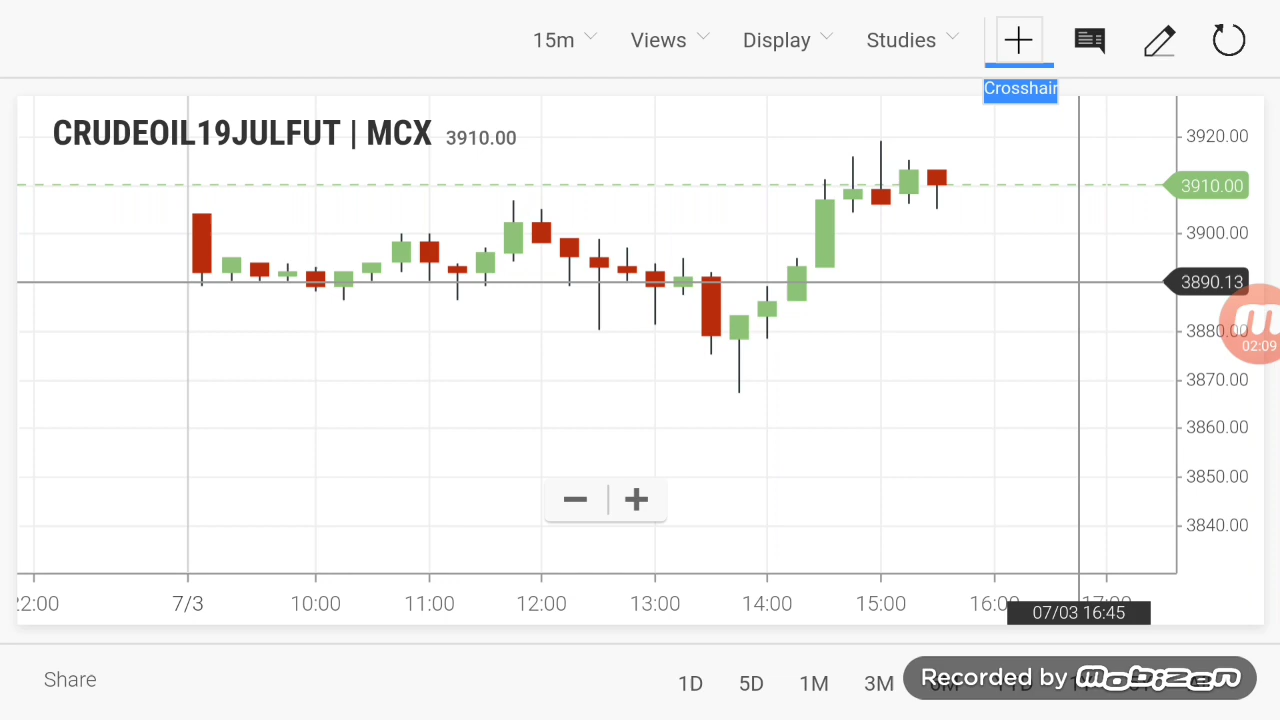 15m Views Display Studies
Crosshair
CRUDEOIL19JULFUT | MCX 3910.00
3920.00
3910.00
3900.00
3890.13
3880.00
02:09
3870.00
3860.00
3850.00
3840.00
22:00 7/3 10:00 11:00 12:00 13:00 14:00 15:00 16:00 17:00
07/03 16:45
Share 1D 5D 1M 3M
Recorded by mobizen